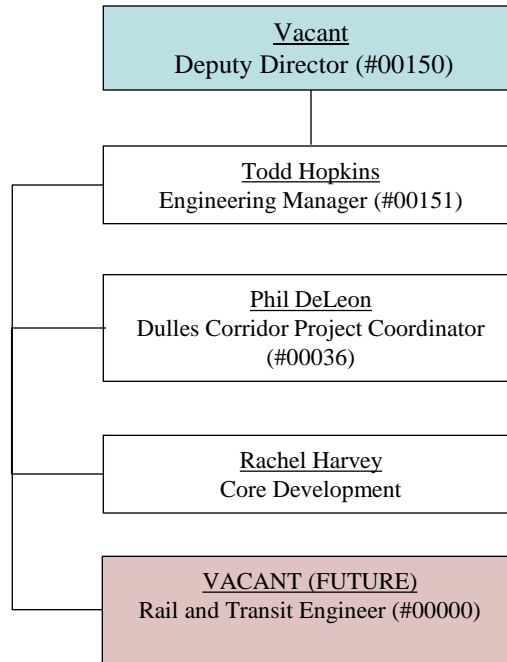 Vacant
Deputy Director (#00150)
Todd Hopkins
Engineering Manager (#00151)
Phil DeLeon
Dulles Corridor Project Coordinator
(#00036)
Rachel Harvey
Core Development
VACANT (FUTURE)
Rail and Transit Engineer (#00000)